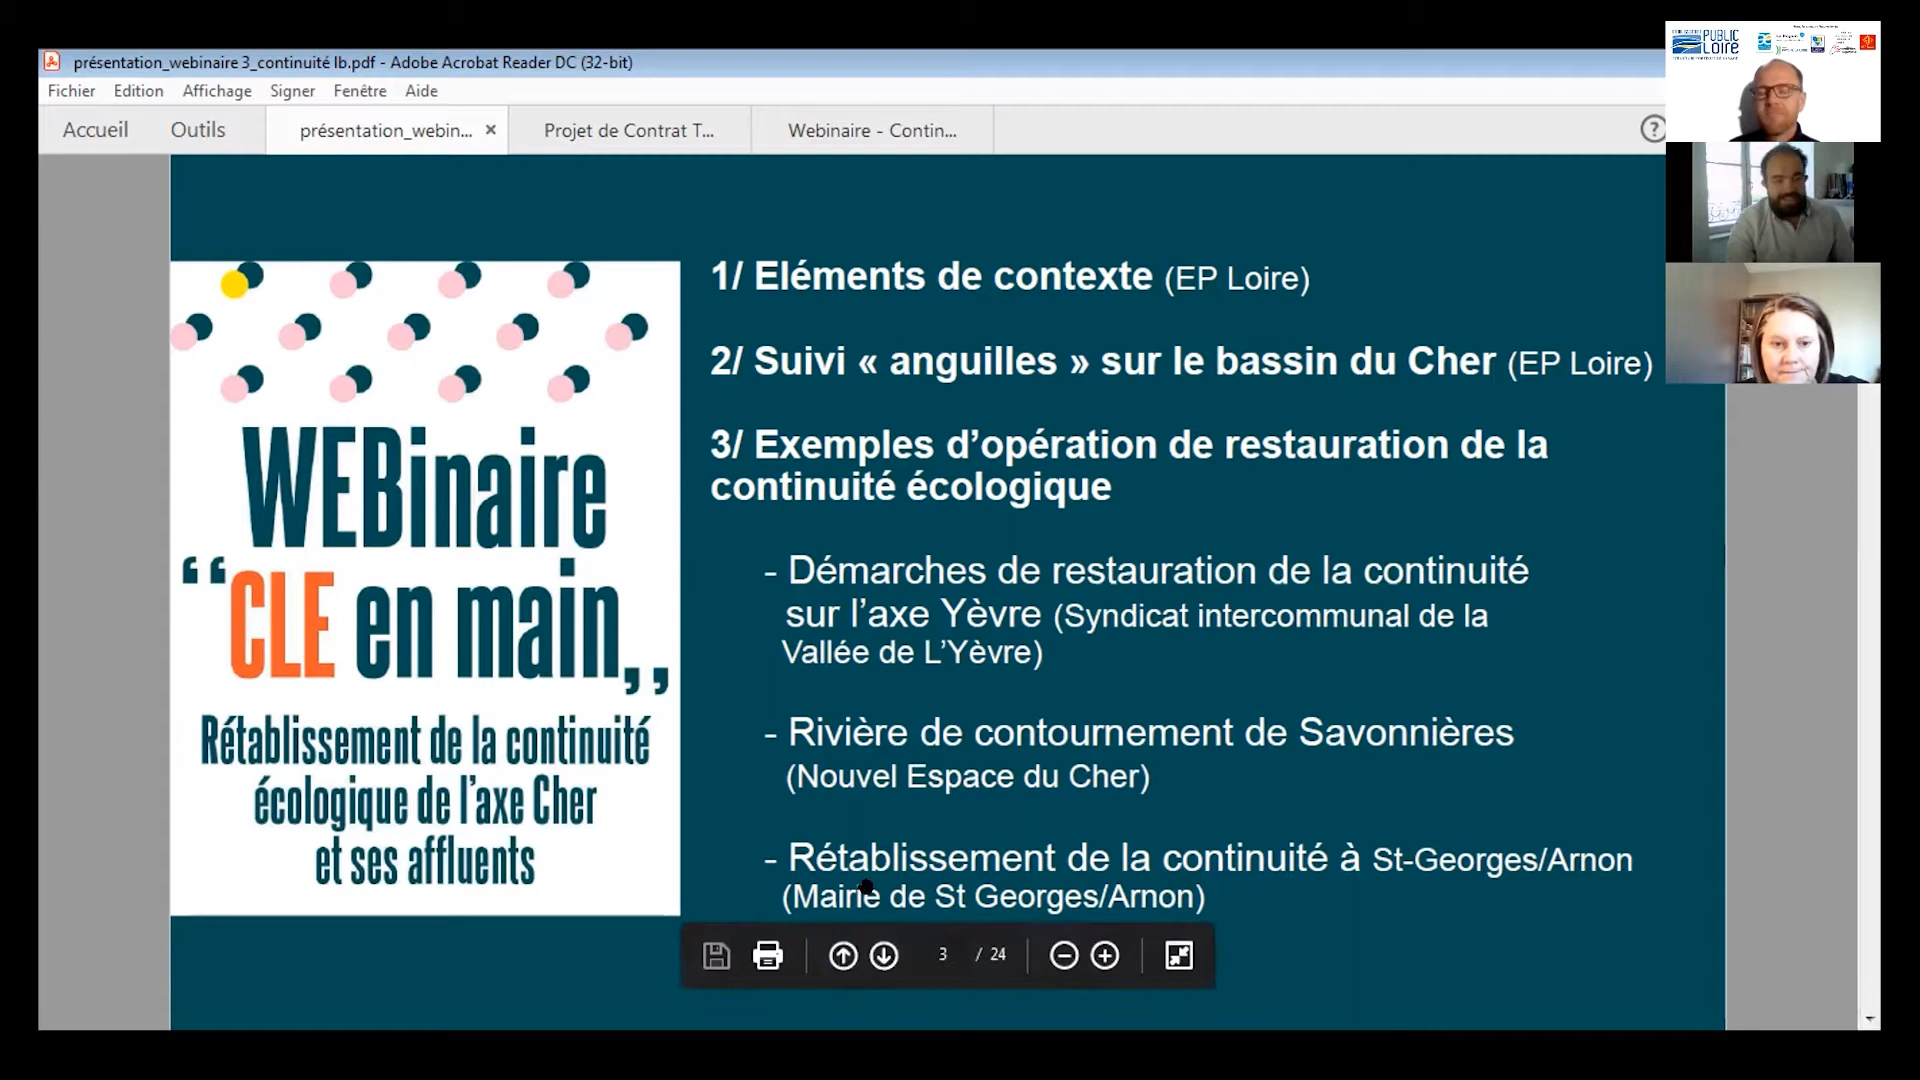 présentation_webinaire 3_continuité lb.pdf - Adobe Acrobat Reader DC (32-bit)
Fichier Edition Affichage Signer Fenêtre Aide
Accueil Outils présentation_webin... × Projet de Contrat T... Webinaire - Contin... ?
PUBLIC
LOIRE
WEBinaire
“CLE en main„
Rétablissement de la continuité
écologique de l'axe Cher
et ses affluents
1/ Eléments de contexte (EP Loire)
2/ Suivi « anguilles » sur le bassin du Cher (EP Loire)
3/ Exemples d’opération de restauration de la
continuité écologique
- Démarches de restauration de la continuité
sur l’axe Yèvre (Syndicat intercommunal de la
Vallée de L’Yèvre)
- Rivière de contournement de Savonnières
(Nouvel Espace du Cher)
- Rétablissement de la continuité à St-Georges/Arnon
(Mairie de St Georges/Arnon)
3 / 24